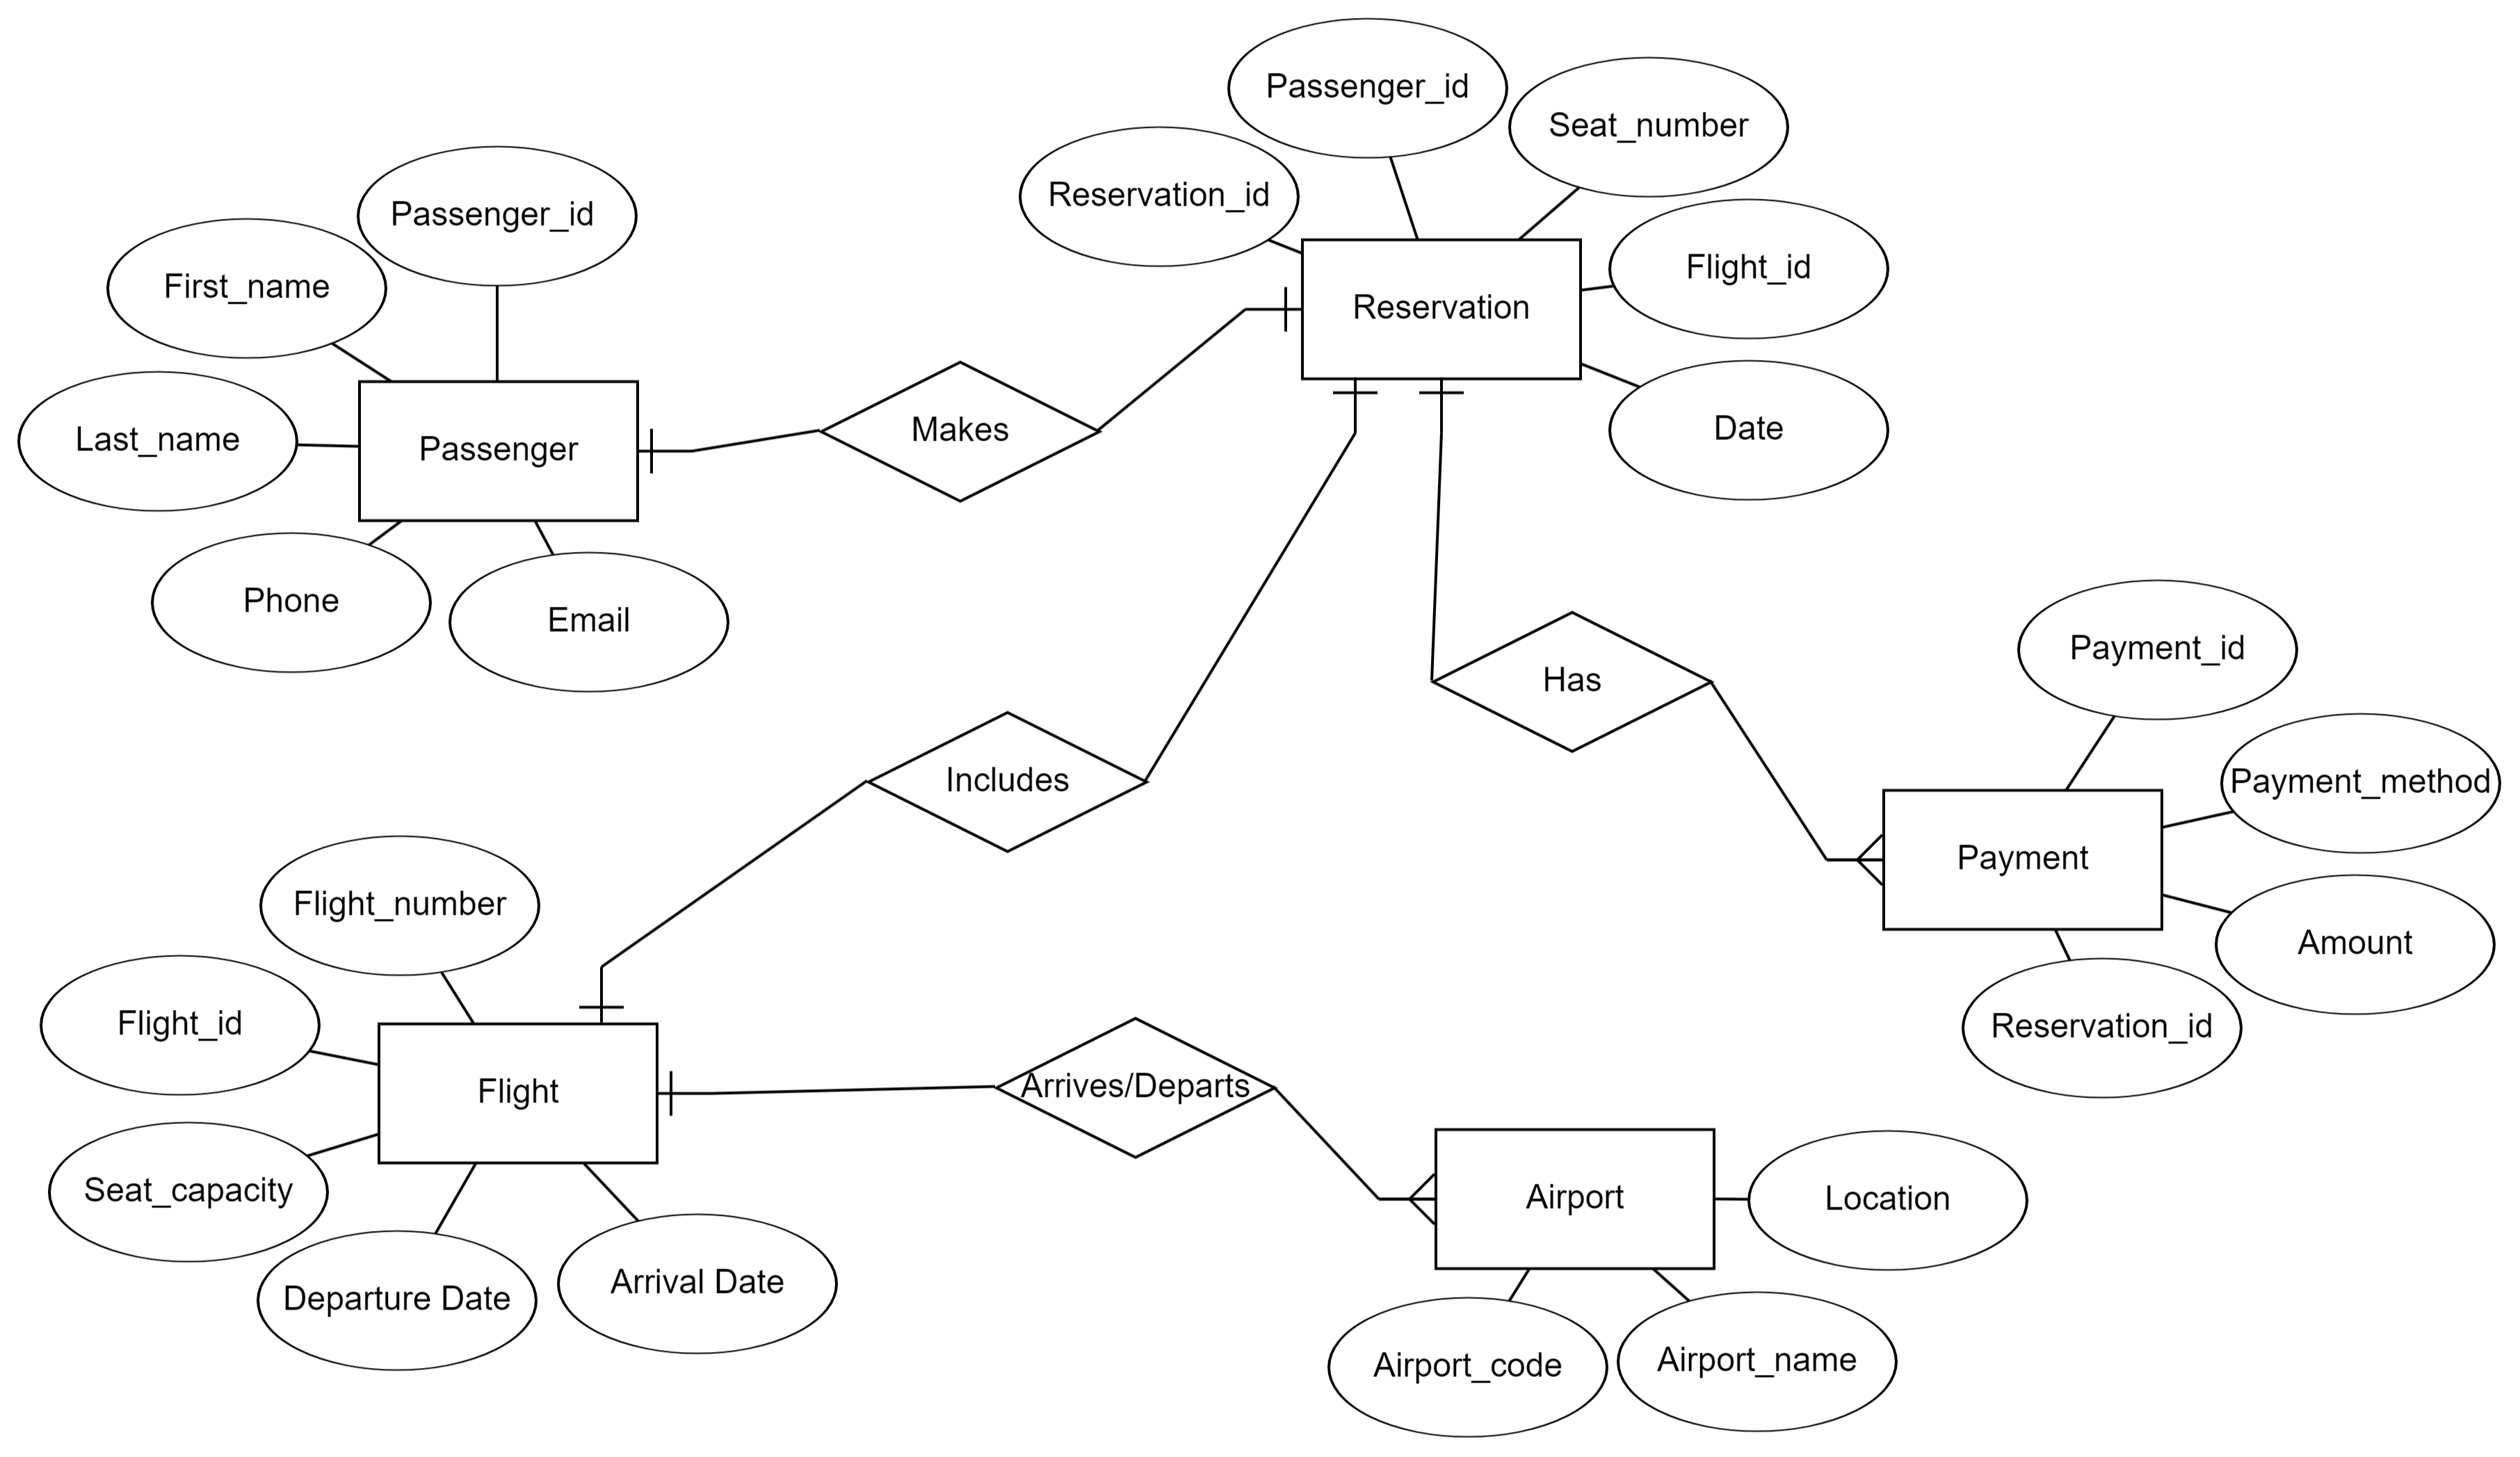 Passenger_id
Seat_number
Reservation_id
Passenger_id
Flight_id
First_name
Reservation
Date
Last_name
Passenger
Makes
Phone
Email
Payment_id
Has
Includes
Payment_method
Payment
Flight_number
Amount
Flight_id
Reservation_id
Flight
Arrives/Departs
Seat_capacity
Airport
Location
Departure Date
Arrival Date
Airport_code
Airport_name